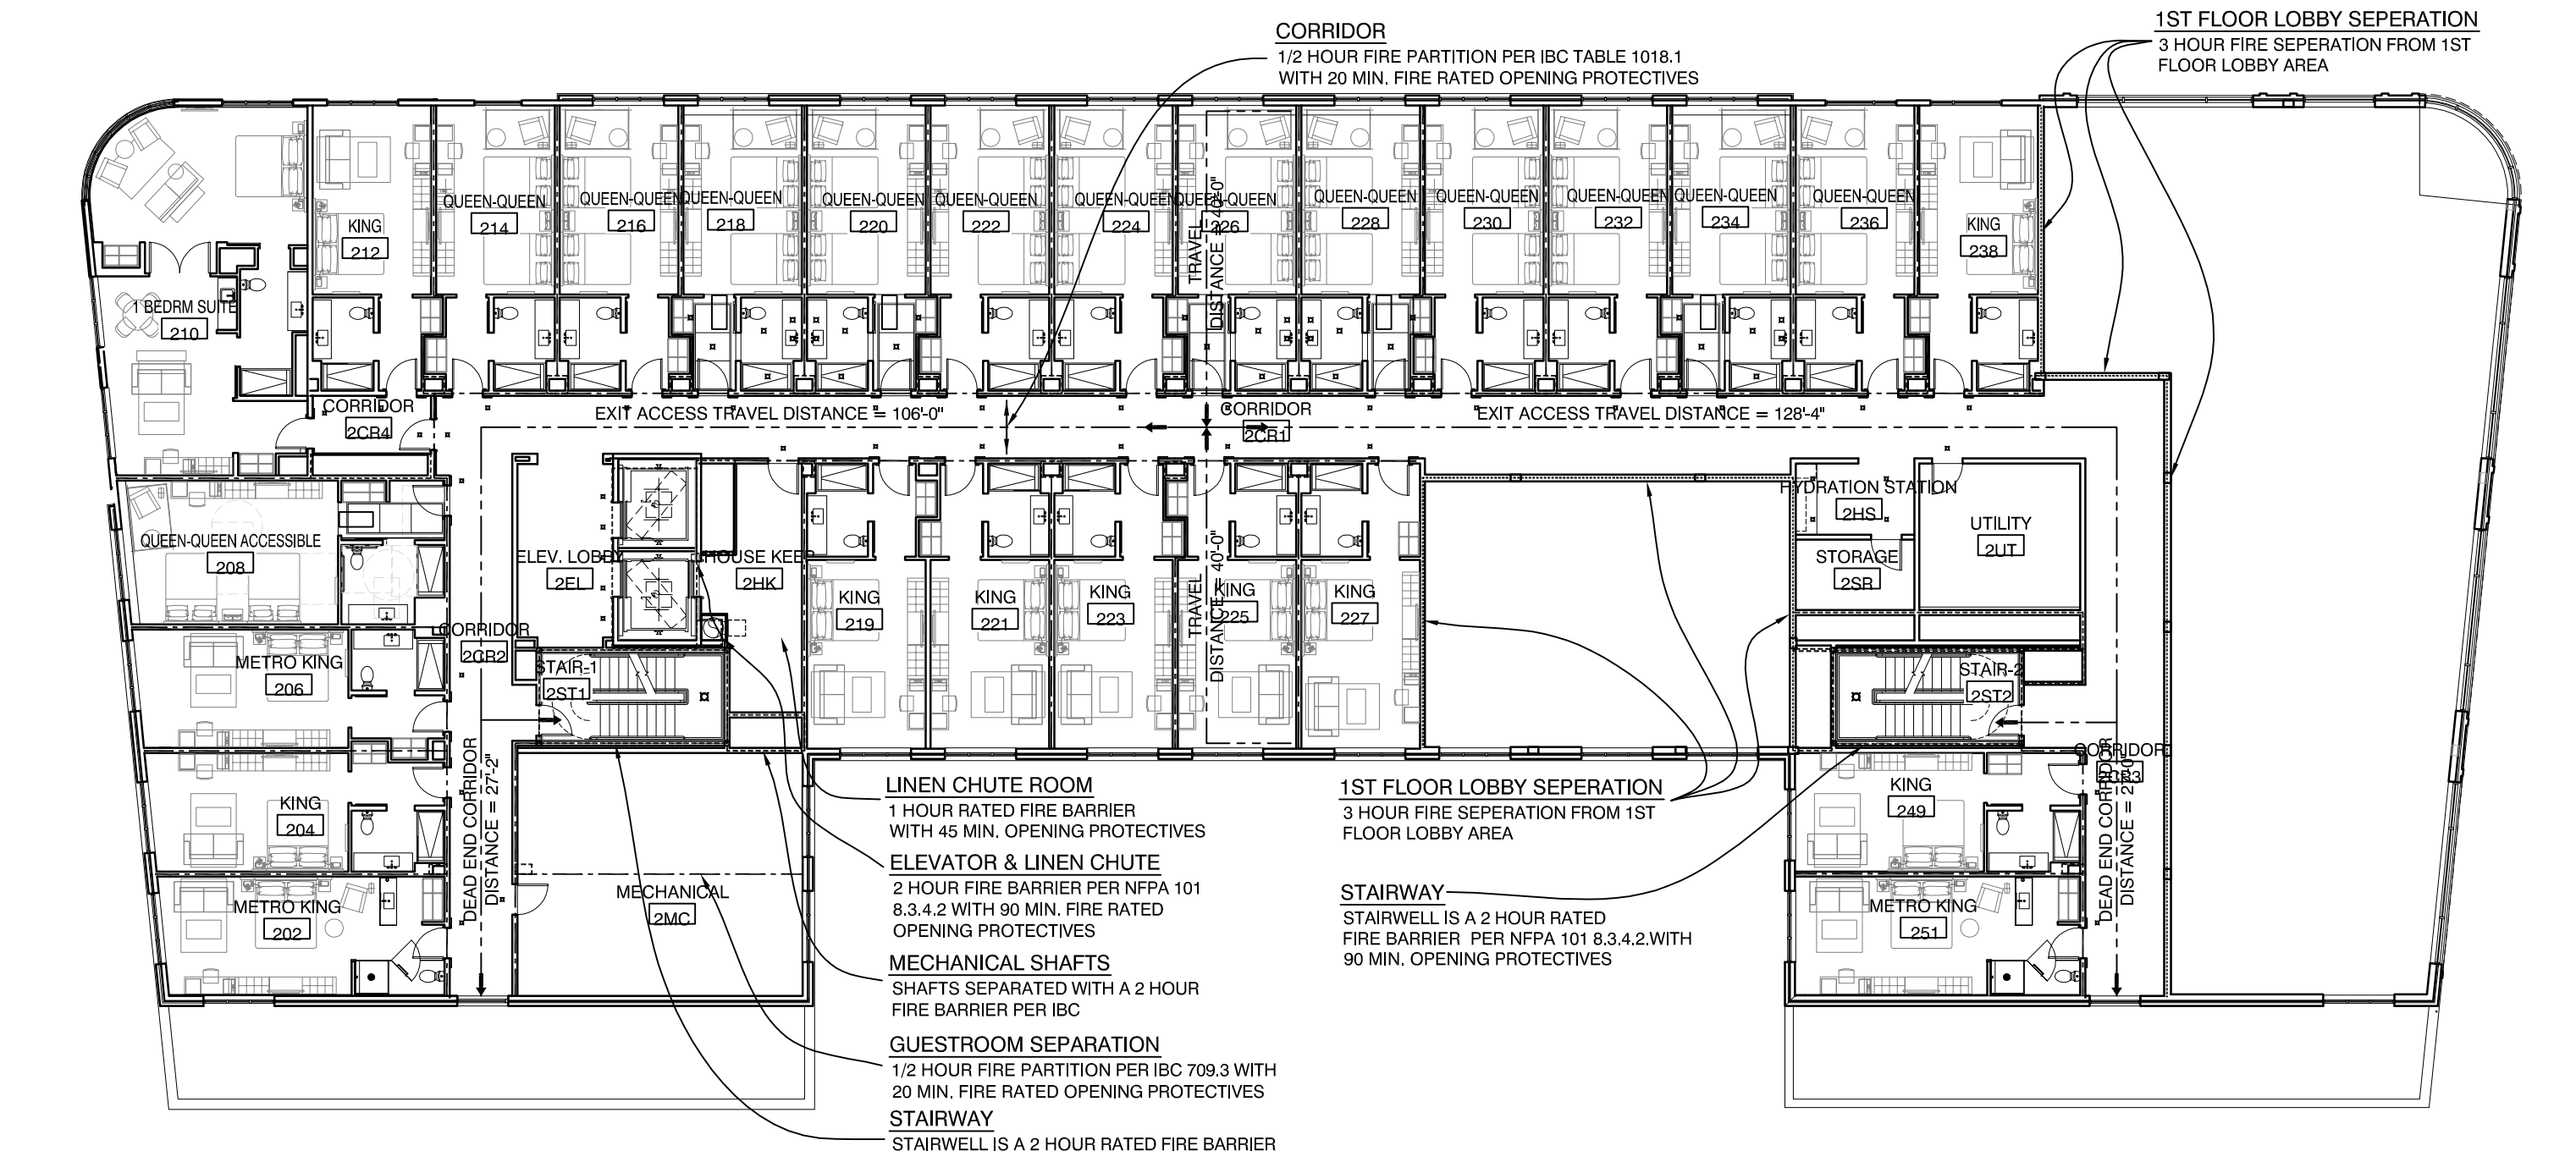 CORRIDOR
1/2 HOUR FIRE PARTITION PER IBC TABLE 1018.1
WITH 20 MIN. FIRE RATED OPENING PROTECTIVES
1ST FLOOR LOBBY SEPERATION
3 HOUR FIRE SEPERATION FROM 1ST
FLOOR LOBBY AREA
KING
212
QUEEN-QUEEN
214
QUEEN-QUEEN
216
QUEEN-QUEEN
218
QUEEN-QUEEN
220
QUEEN-QUEEN
222
QUEEN-QUEEN
224
QUEEN-QUEEN
226
QUEEN-QUEEN
228
QUEEN-QUEEN
230
QUEEN-QUEEN
232
QUEEN-QUEEN
234
QUEEN-QUEEN
236
KING
238
TRAVEL
DISTANCE = 40'-0"
1 BEDRM SUITE
210
CORRIDOR
2CR4
EXIT ACCESS TRAVEL DISTANCE = 106'-0"
CORRIDOR
2CR1
EXIT ACCESS TRAVEL DISTANCE = 128'-4"
QUEEN-QUEEN ACCESSIBLE
208
ELEV. LOBBY
2EL
HOUSE KEEP
2HK
HYDRATION STATION
2HS
UTILITY
2UT
STORAGE
2SR
KING
219
KING
221
KING
223
TRAVEL
DISTANCE = 40'-0"
KING
225
KING
227
CORRIDOR
2CR2
METRO KING
206
STAIR-1
2ST1
STAIR-2
2ST2
CORRIDOR
2CR3
KING
204
DEAD END CORRIDOR
DISTANCE = 27'-2"
METRO KING
202
MECHANICAL
2MC
KING
249
METRO KING
251
DEAD END CORRIDOR
DISTANCE =
LINEN CHUTE ROOM
1 HOUR RATED FIRE BARRIER
WITH 45 MIN. OPENING PROTECTIVES
ELEVATOR & LINEN CHUTE
2 HOUR FIRE BARRIER PER NFPA 101
8.3.4.2 WITH 90 MIN. FIRE RATED
OPENING PROTECTIVES
MECHANICAL SHAFTS
SHAFTS SEPARATED WITH A 2 HOUR
FIRE BARRIER PER IBC
GUESTROOM SEPARATION
1/2 HOUR FIRE PARTITION PER IBC 709.3 WITH
20 MIN. FIRE RATED OPENING PROTECTIVES
STAIRWAY
STAIRWELL IS A 2 HOUR RATED FIRE BARRIER
1ST FLOOR LOBBY SEPERATION
3 HOUR FIRE SEPERATION FROM 1ST
FLOOR LOBBY AREA
STAIRWAY
STAIRWELL IS A 2 HOUR RATED
FIRE BARRIER PER NFPA 101 8.3.4.2.WITH
90 MIN. OPENING PROTECTIVES